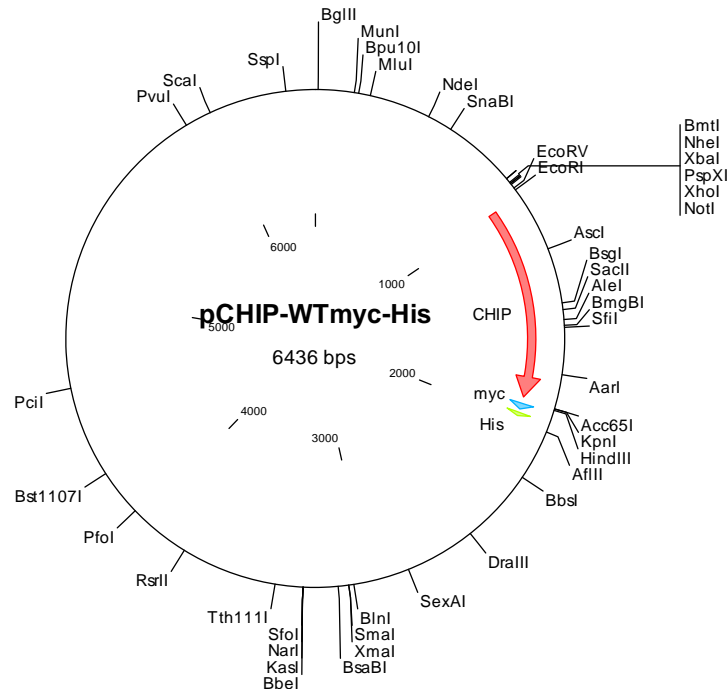 BglII
MunI
Bpu10I
MluI
SspI
ScaI
PvuI
NdeI
SnaBI
EcoRV
EcoRI
BmtI
NheI
XbaI
PspXI
XhoI
NotI
AscI
BsgI
SacII
AleI
BmgBI
SfiI
6000
1000
pCHIP-WTmyc-His
5000
CHIP
6436 bps
2000
AarI
myc
His
Acc65I
KpnI
HindIII
AflII
PciI
4000
3000
BbsI
Bst1107I
PfoI
DraIII
RsrII
SexAI
Tth111I
SfoI
NarI
KasI
BbeI
BlnI
SmaI
XmaI
BsaBI